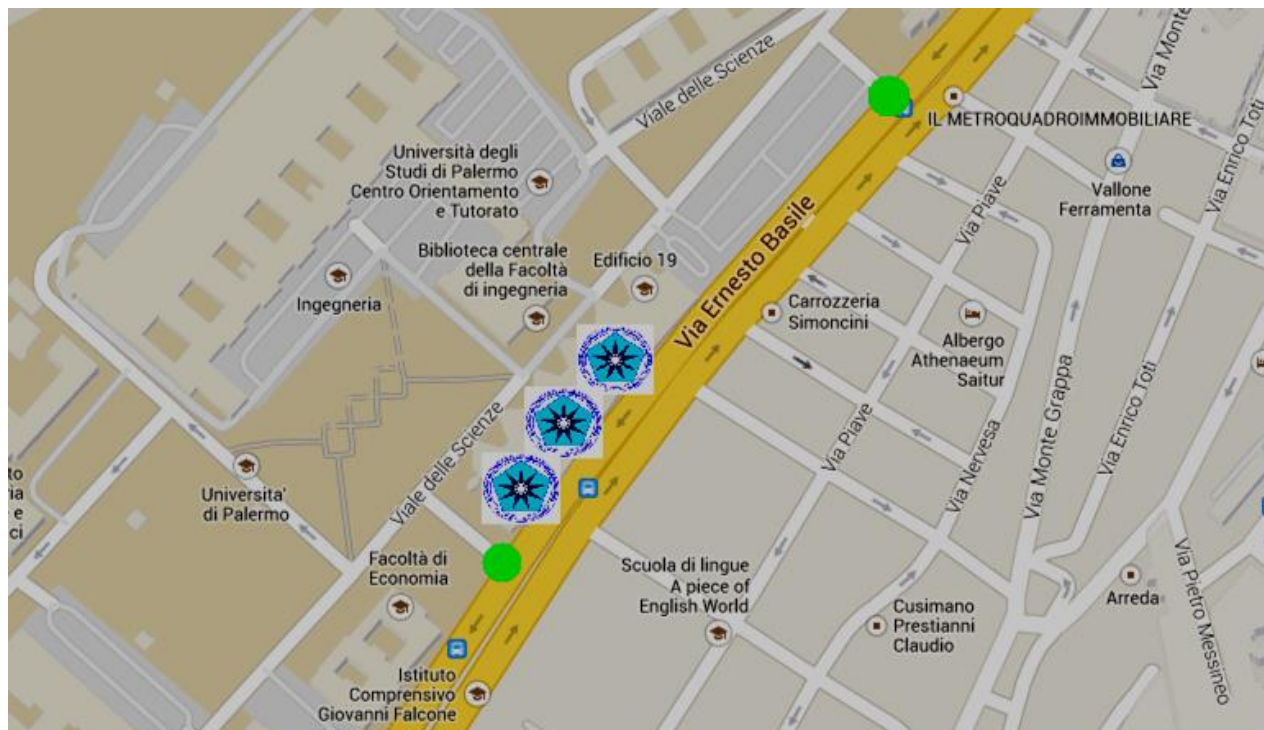 Viale delle Scienze
Via Monte
IL METROQUADROIMMOBILIARE
Via Enrico Toti
Università degli
Studi di Palermo
Centro Orientamento
e Tutorato
Vallone
Ferramenta
Via Piave
Biblioteca centrale
della Facoltà
di ingegneria
Edificio 19
Via Ernesto Basile
Ingegneria
Carrozzeria
Simoncini
Albergo
Athenaeum
Saitur
Via Piave
Via Nervesa
Via Monte Grappa
Via Enrico Toti
Viale delle Scienze
Universita'
di Palermo
e
ci
Facoltà di
Economia
Scuola di lingue
A piece of
English World
Cusimano
Prestianni
Claudio
Arreda
Via Pietro Messineo
Istituto
Comprensivo
Giovanni Falcone